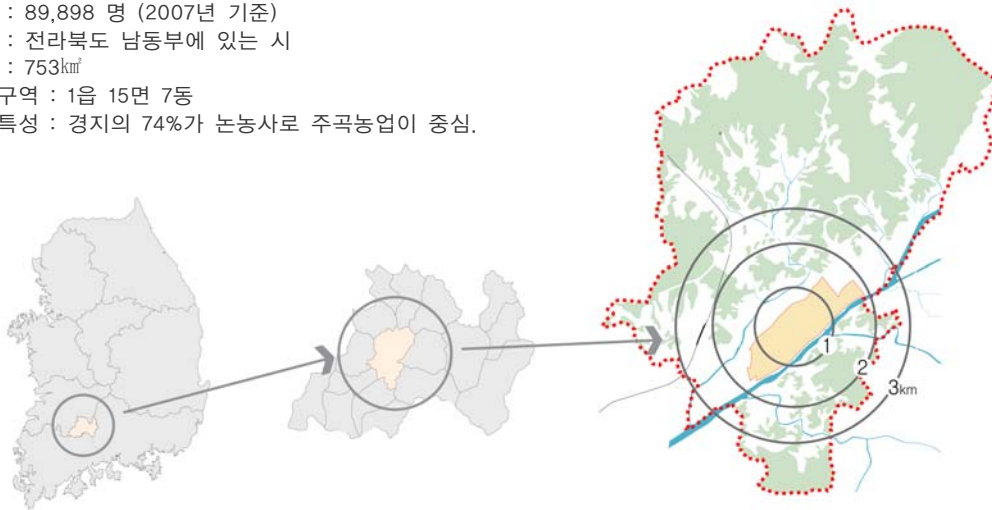 : 89,898 명 (2007년 기준)
: 전라북도 남동부에 있는 시
: 753㎢
구역 : 1읍 15면 7동
특성 : 경지의 74%가 논농사로 주곡농업이 중심.
1
2
3km